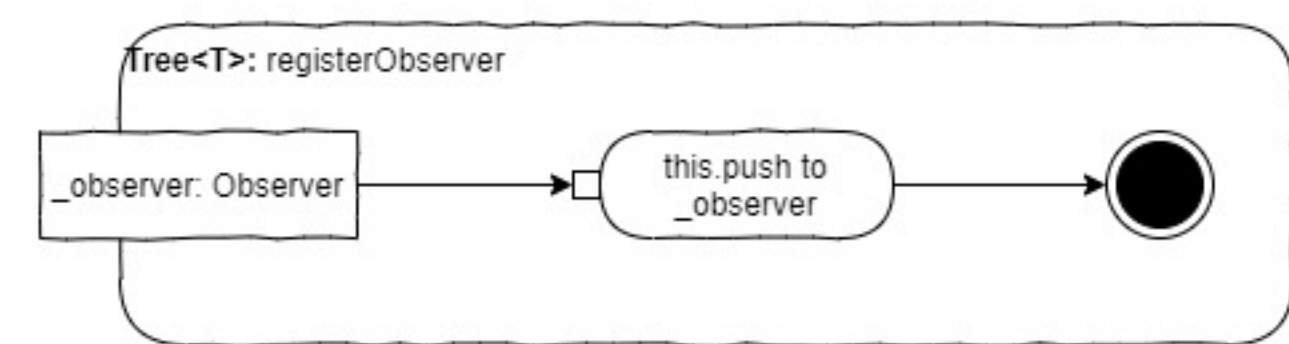 Tree<T>: registerObserver
_observer: Observer
this.push to
_observer